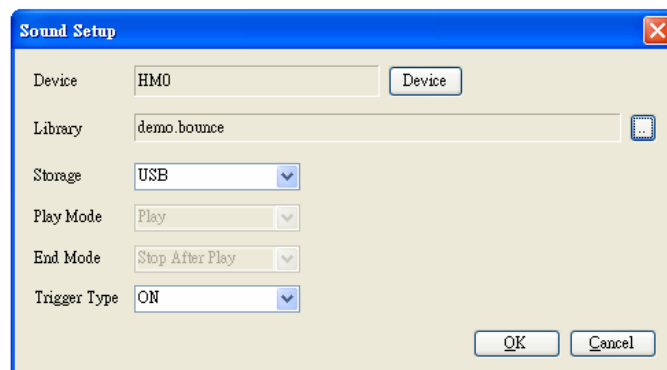 Sound Setup
Device HM0 Device
Library demo.bounce ..
Storage USB
Play Mode Play
End Mode Stop After Play
Trigger Type ON
OK Cancel